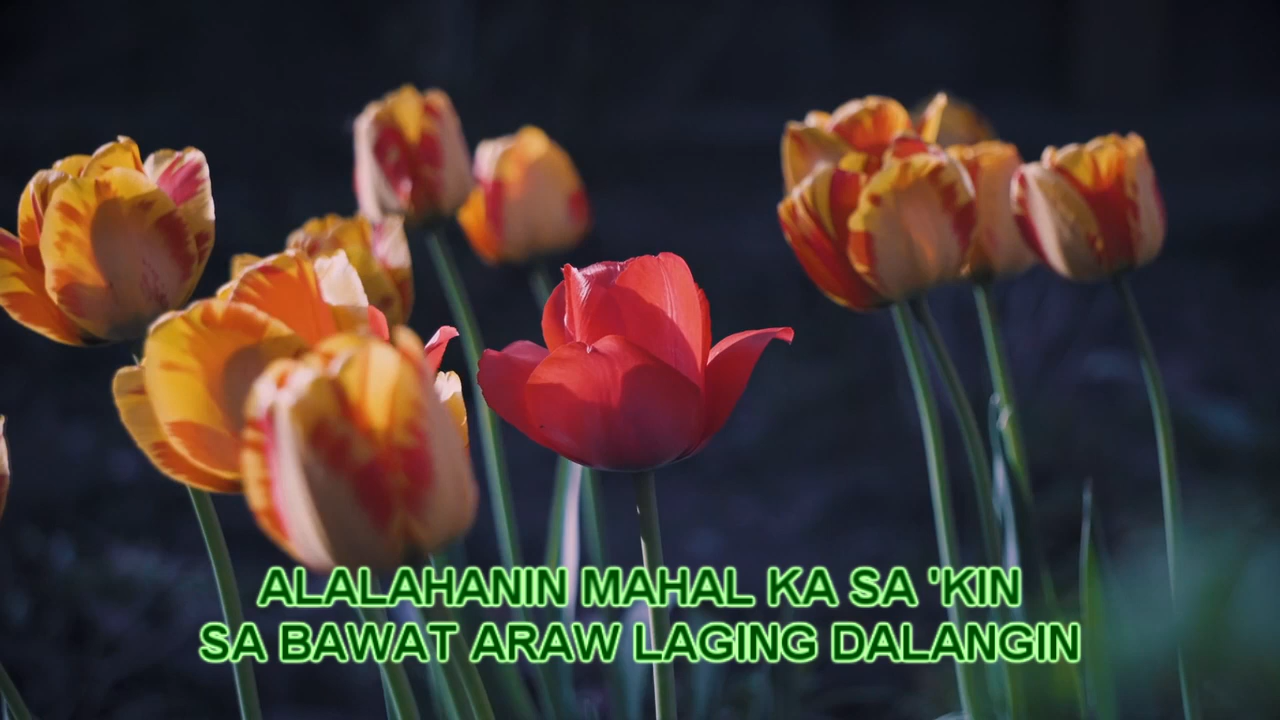 ALALAHANIN MAHAL KA SA 'KIN
SA BAWAT ARAW LAGING DALANGIN